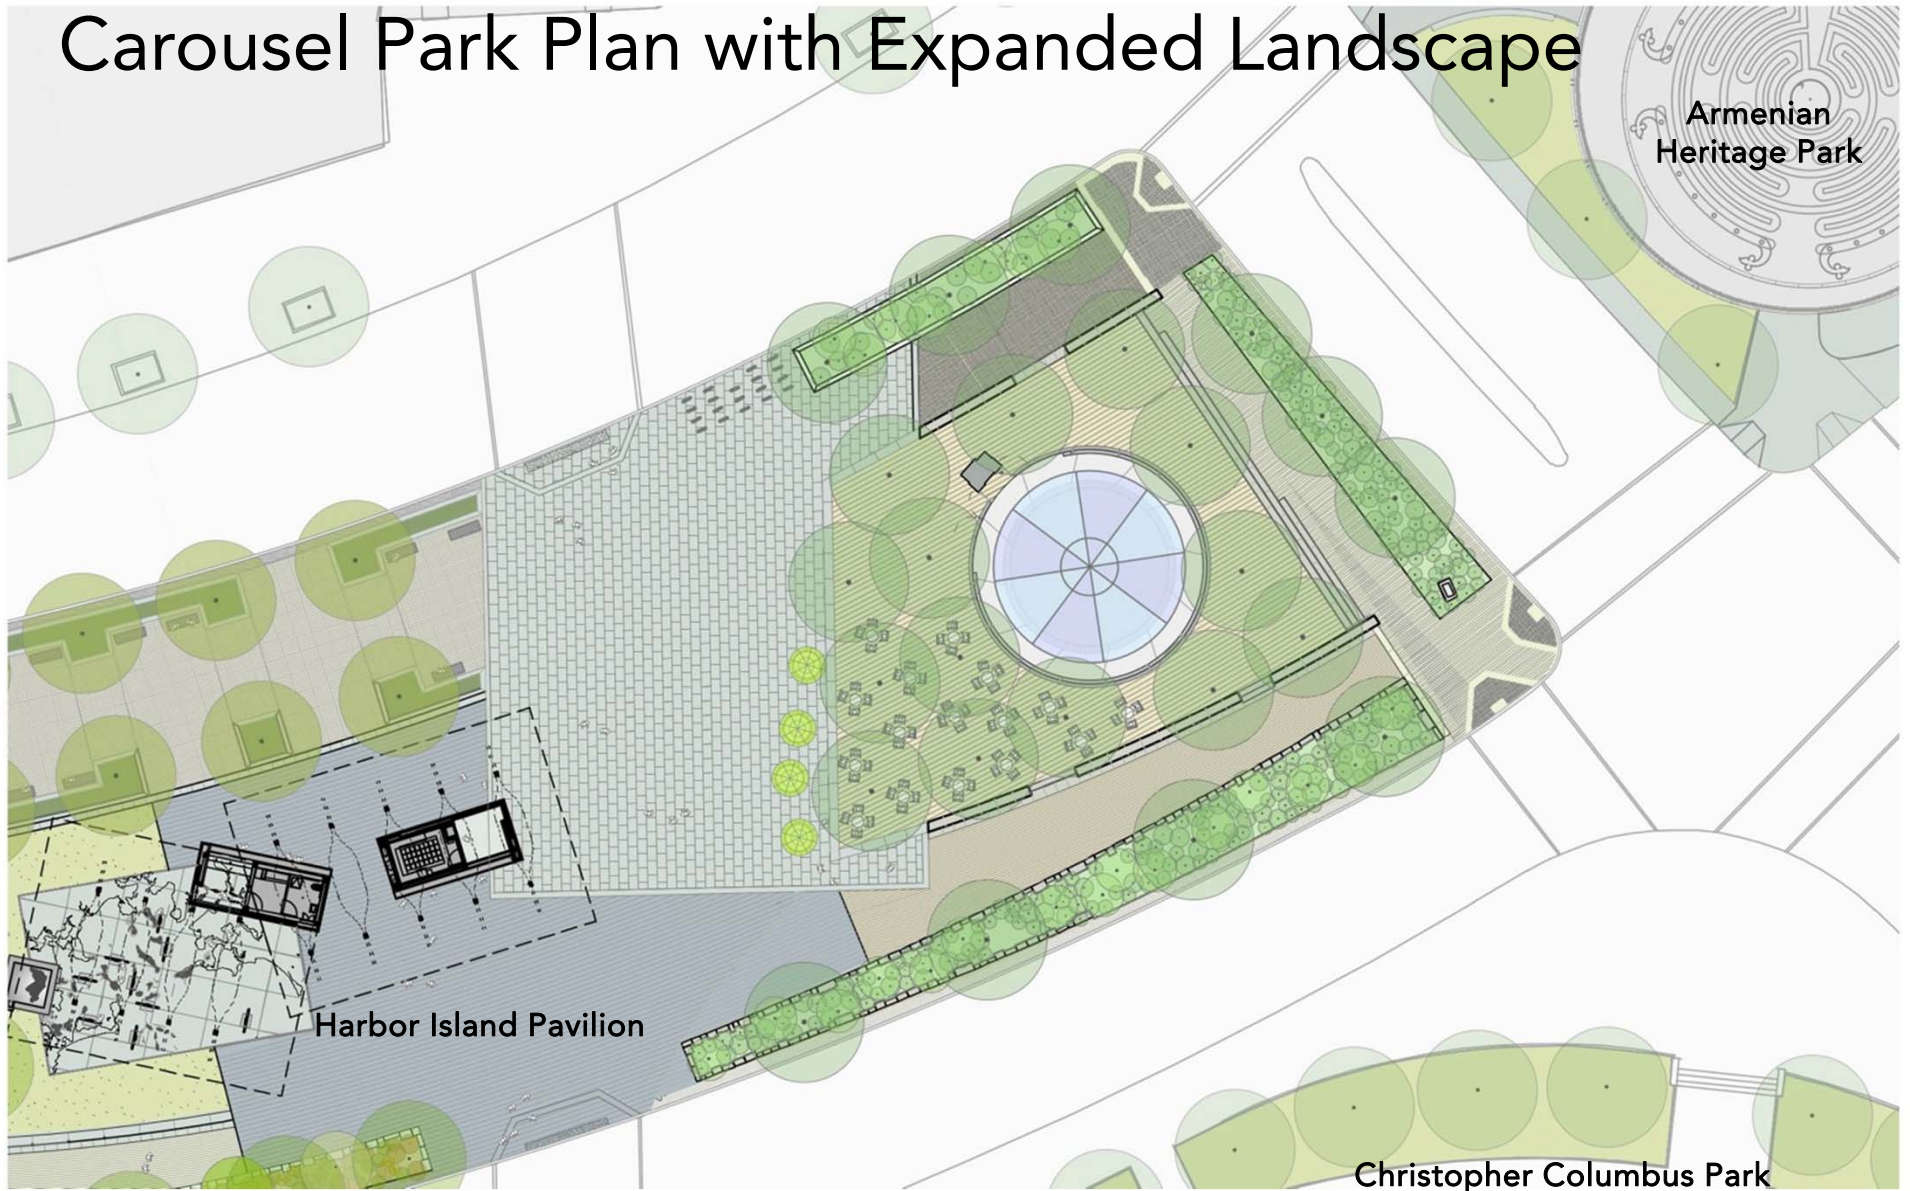 Carousel Park Plan with Expanded Landscape
Armenian
Heritage Park
Harbor Island Pavilion
Christopher Columbus Park